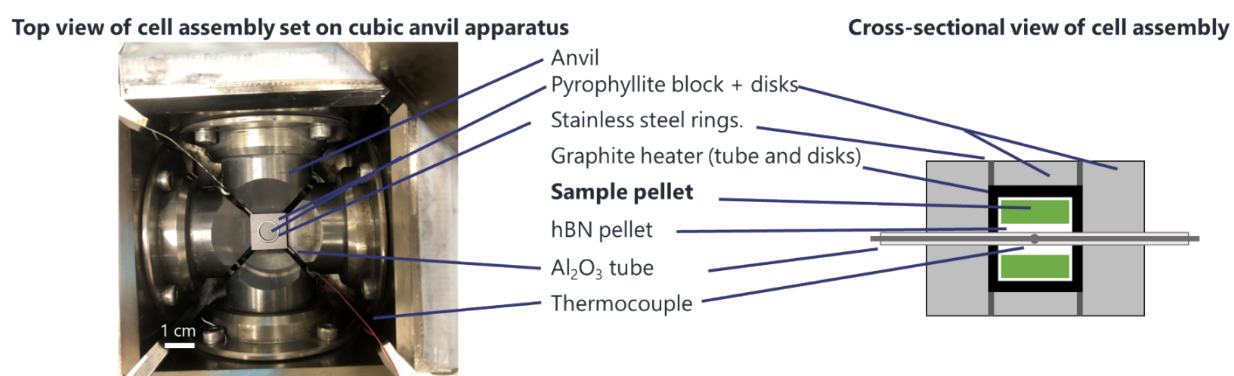 Top view of cell assembly set on cubic anvil apparatus
Cross-sectional view of cell assembly
Anvil
Pyrophyllite block + disks
Stainless steel rings.
Graphite heater (tube and disks)
Sample pellet
hBN pellet
Al₂O₃ tube
Thermocouple
1 cm